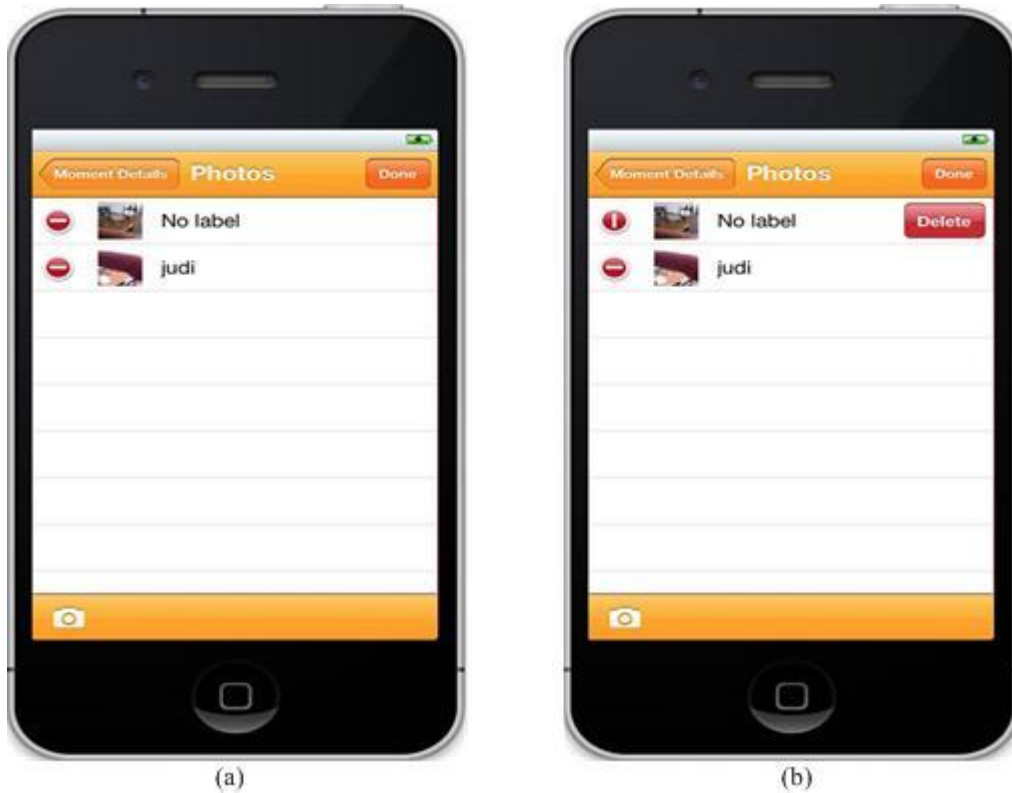 Moment Details Photos Done
No label
judi
(a)
Moment Details Photos Done
No label Delete
judi
(b)